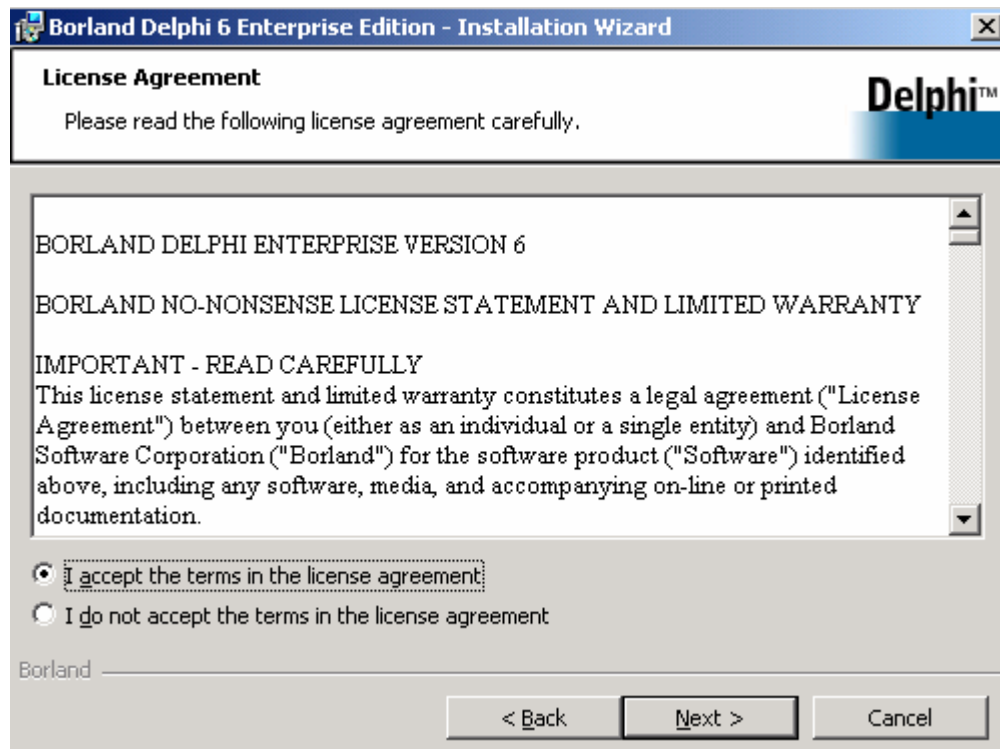 Borland Delphi 6 Enterprise Edition - Installation Wizard
License Agreement
Please read the following license agreement carefully.
Delphi™
BORLAND DELPHI ENTERPRISE VERSION 6
BORLAND NO-NONSENSE LICENSE STATEMENT AND LIMITED WARRANTY
IMPORTANT - READ CAREFULLY
This license statement and limited warranty constitutes a legal agreement ("License
Agreement") between you (either as an individual or a single entity) and Borland
Software Corporation ("Borland") for the software product ("Software") identified
above, including any software, media, and accompanying on-line or printed
documentation.
I accept the terms in the license agreement
I do not accept the terms in the license agreement
Borland
< Back Next > Cancel